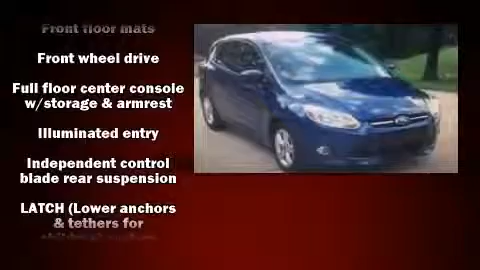 Front floor mats
Front wheel drive
Full floor center console
w/storage & armrest
Illuminated entry
Independent control
blade rear suspension
LATCH (Lower anchors
& tethers for